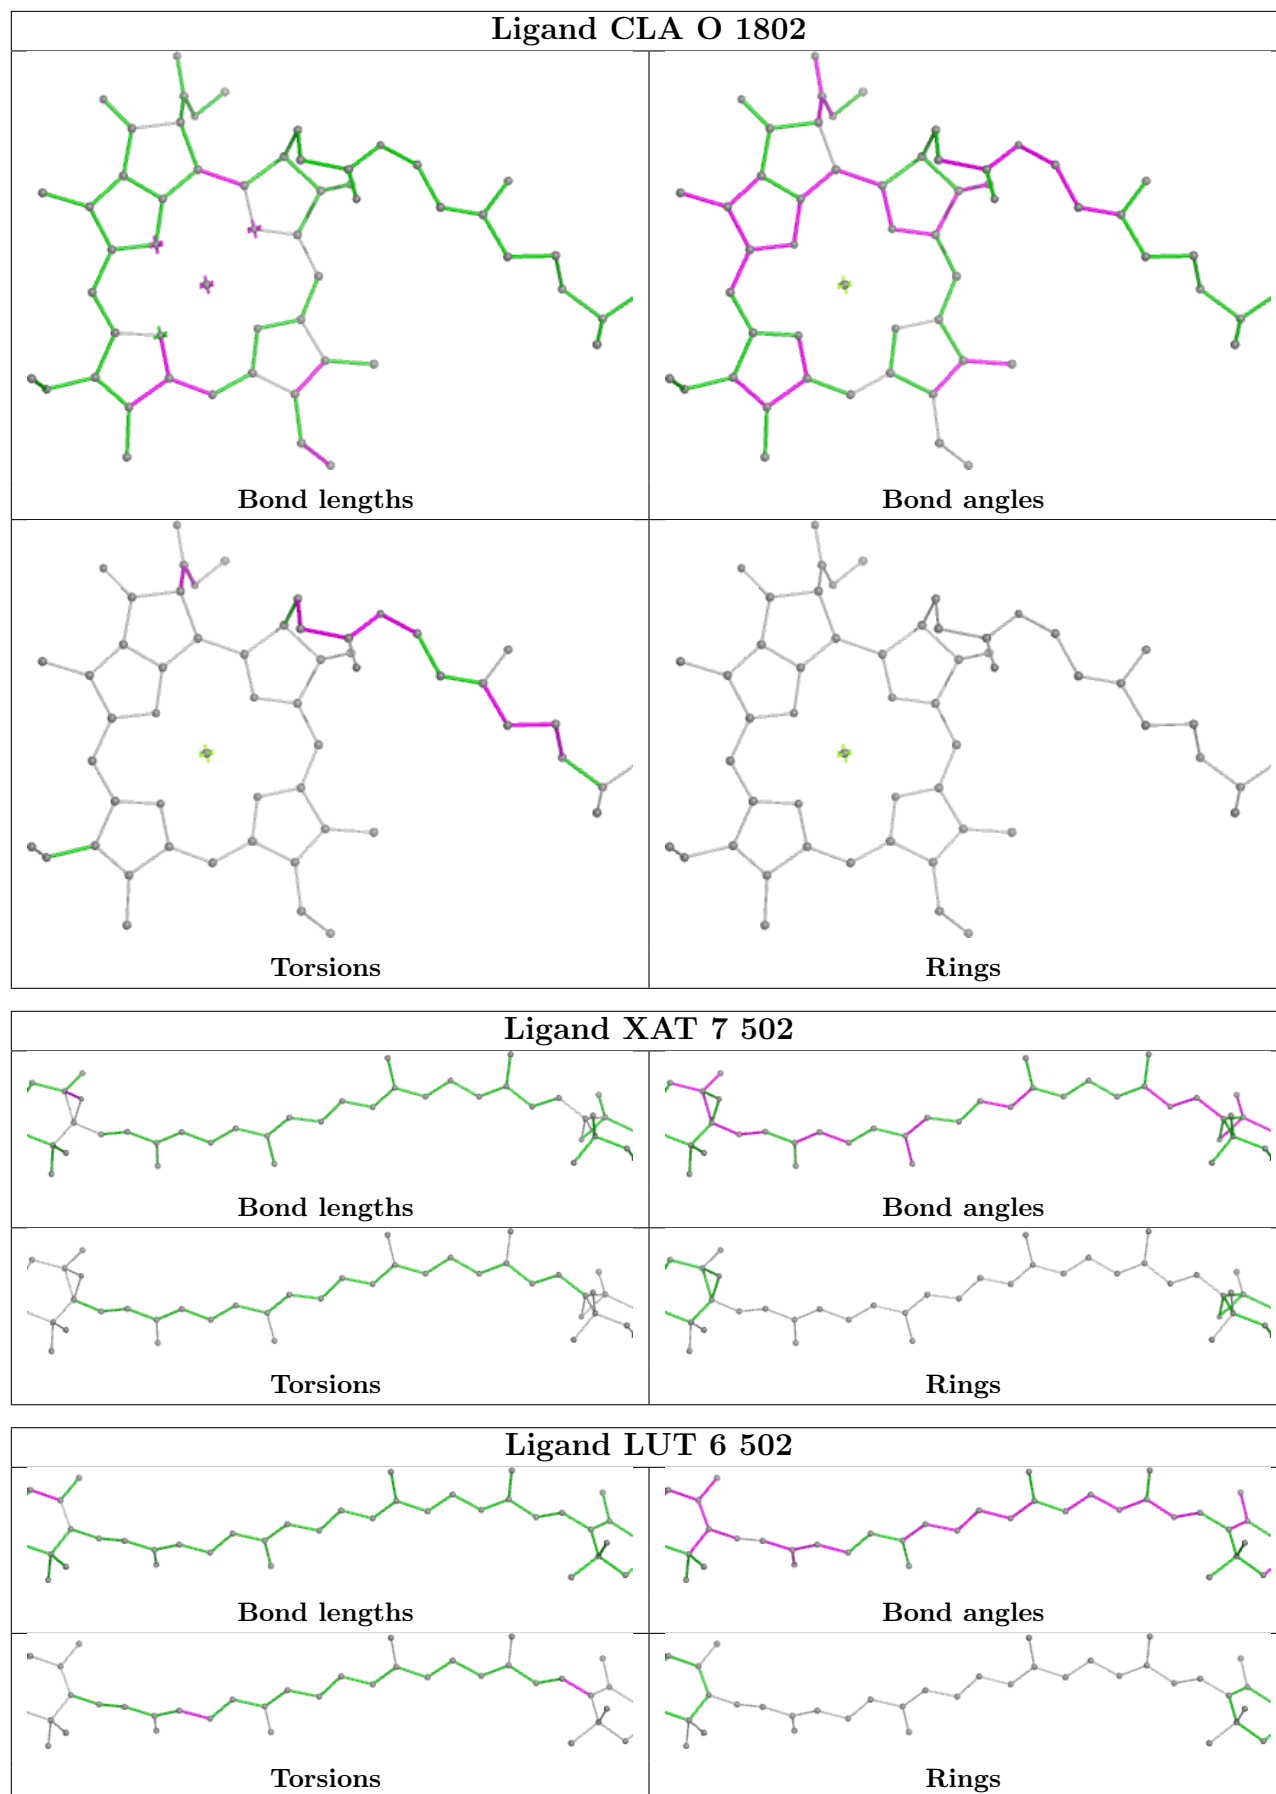 Ligand CLA O 1802
Bond lengths
Bond angles
Torsions
Rings
Ligand XAT 7 502
Bond lengths
Bond angles
Torsions
Rings
Ligand LUT 6 502
Bond lengths
Bond angles
Torsions
Rings